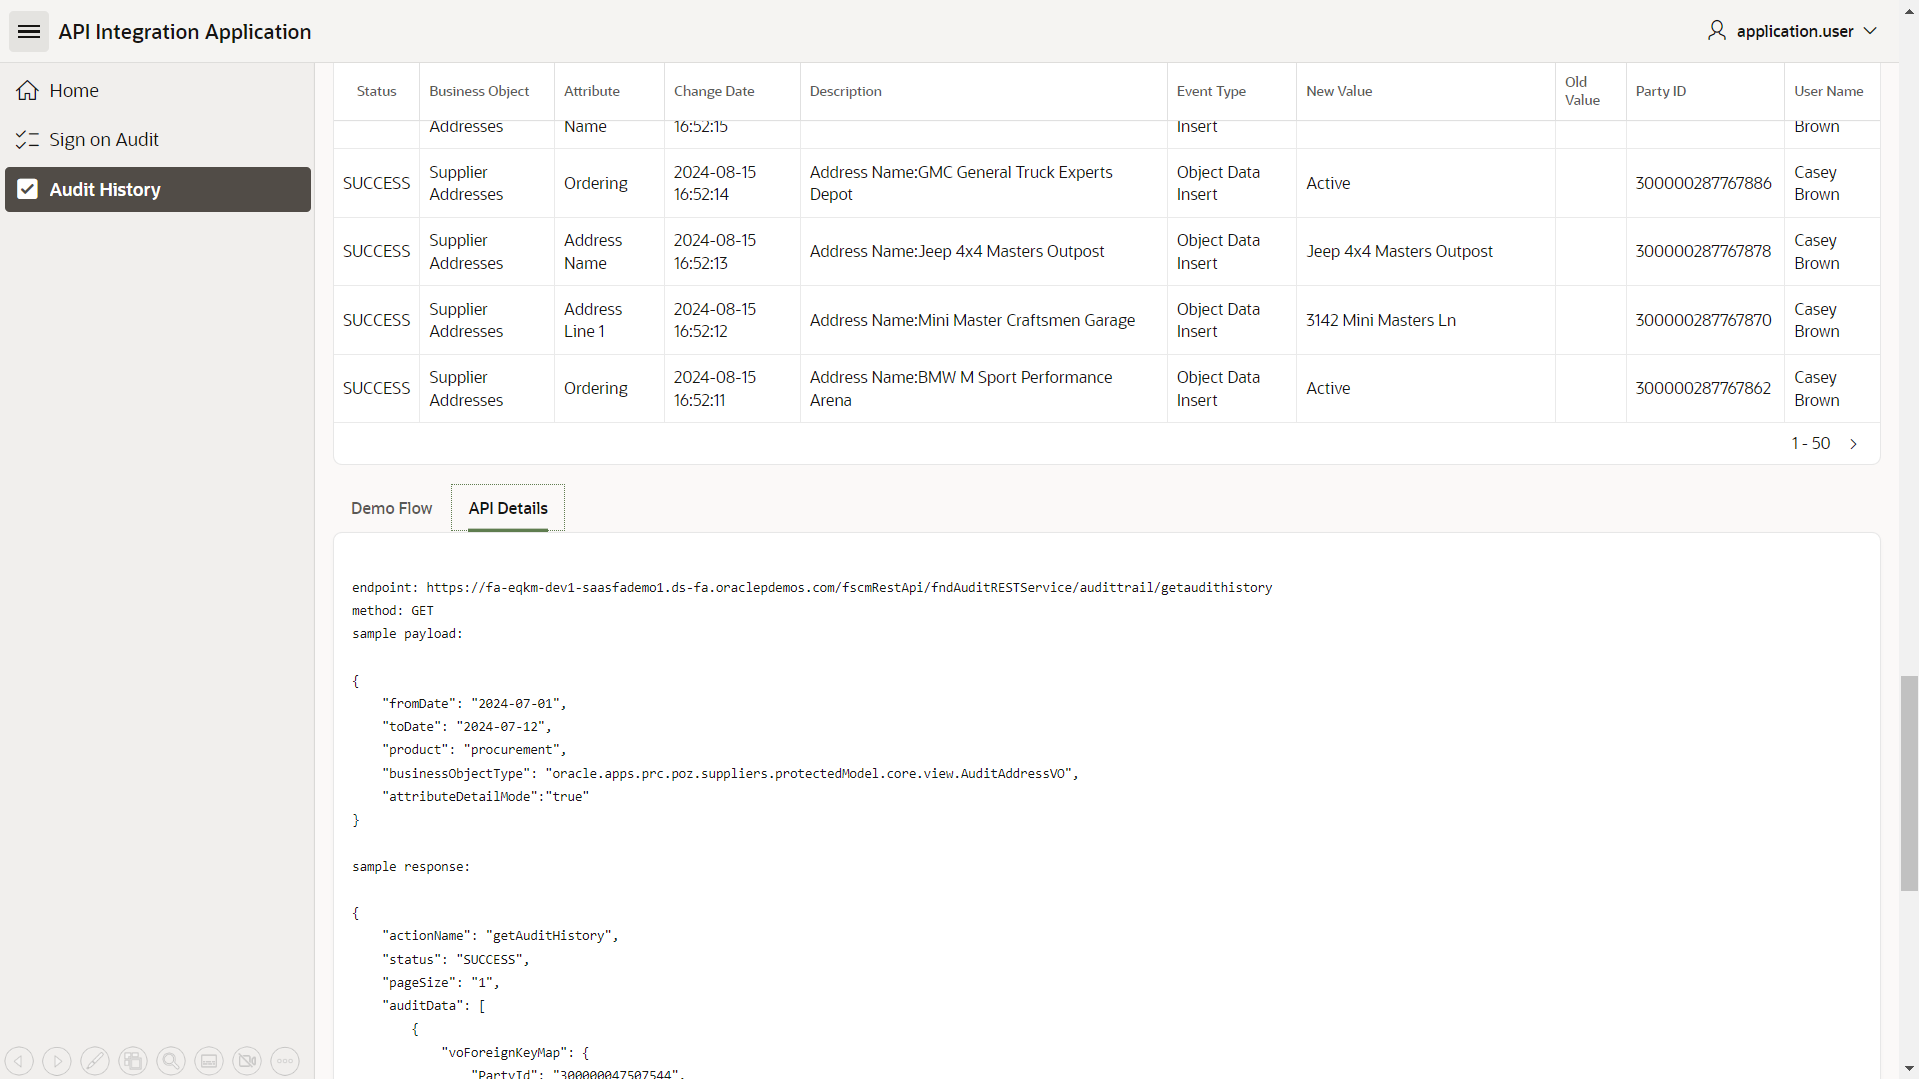 API Integration Application
application.user
Home
Sign on Audit
Audit History
Status Business Object Attribute Change Date Description Event Type New Value Old Value Party ID User Name
Addresses Name 16:52:15 Insert Brown
SUCCESS Supplier Addresses Ordering 2024-08-15 16:52:14 Address Name:GMC General Truck Experts Depot Object Data Insert Active 300000287767886 Casey Brown
SUCCESS Supplier Addresses Address Name 2024-08-15 16:52:13 Address Name:Jeep 4x4 Masters Outpost Object Data Insert Jeep 4x4 Masters Outpost 300000287767878 Casey Brown
SUCCESS Supplier Addresses Address Line 1 2024-08-15 16:52:12 Address Name:Mini Master Craftsmen Garage Object Data Insert 3142 Mini Masters Ln 300000287767870 Casey Brown
SUCCESS Supplier Addresses Ordering 2024-08-15 16:52:11 Address Name:BMW M Sport Performance Arena Object Data Insert Active 300000287767862 Casey Brown
1 - 50
Demo Flow API Details
endpoint: https://fa-eqkm-dev1-saasfademo1.ds-fa.oraclepdemos.com/fscmRestApi/fndAuditRESTService/audittrail/getaudithistory
method: GET
sample payload:
{
"fromDate": "2024-07-01",
"toDate": "2024-07-12",
"product": "procurement",
"businessObjectType": "oracle.apps.prc.poz.suppliers.protectedModel.core.view.AuditAddressVO",
"attributeDetailMode":"true"
}
sample response:
{
"actionName": "getAuditHistory",
"status": "SUCCESS",
"pageSize": "1",
"auditData": [
{
"voForeignKeyMap": {
"PartyId": "300000047507544",